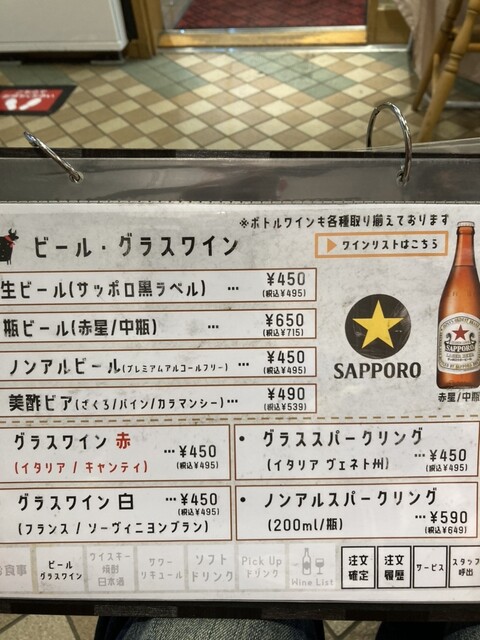 ※ボトルワインも各種取り揃えております
ビール・グラスワイン
▶ワインリストはこちら
生ビール(サッポロ黒ラベル) … ¥450
(税込¥495)
瓶ビール(赤星/中瓶) … ¥650
(税込¥715)
ノンアルビール(プレミアムアルコールフリー) … ¥450
(税込¥495)
美酢ビア(ざくろ/パイン/カラマンシー)… ¥490
(税込¥539)
SAPPORO
SAPPORO
赤星/中瓶
グラスワイン 赤 …¥450
(イタリア / キャンティ) (税込¥495)
• グラススパークリング
(イタリア ヴェネト州) …¥450
(税込¥495)
グラスワイン 白 …¥450
(税込¥495)
(フランス / ソーヴィニヨンブラン)
• ノンアルスパークリング
(200ml/瓶) …¥590
(税込¥649)
お食事
ビール
グラスワイン
ウイスキー
焼酎
日本酒
サワー
リキュール
ソフト
ドリンク
Pick Up
ドリンク
Wine List
注文
確定
注文
履歴
サービス
スタッフ
呼出